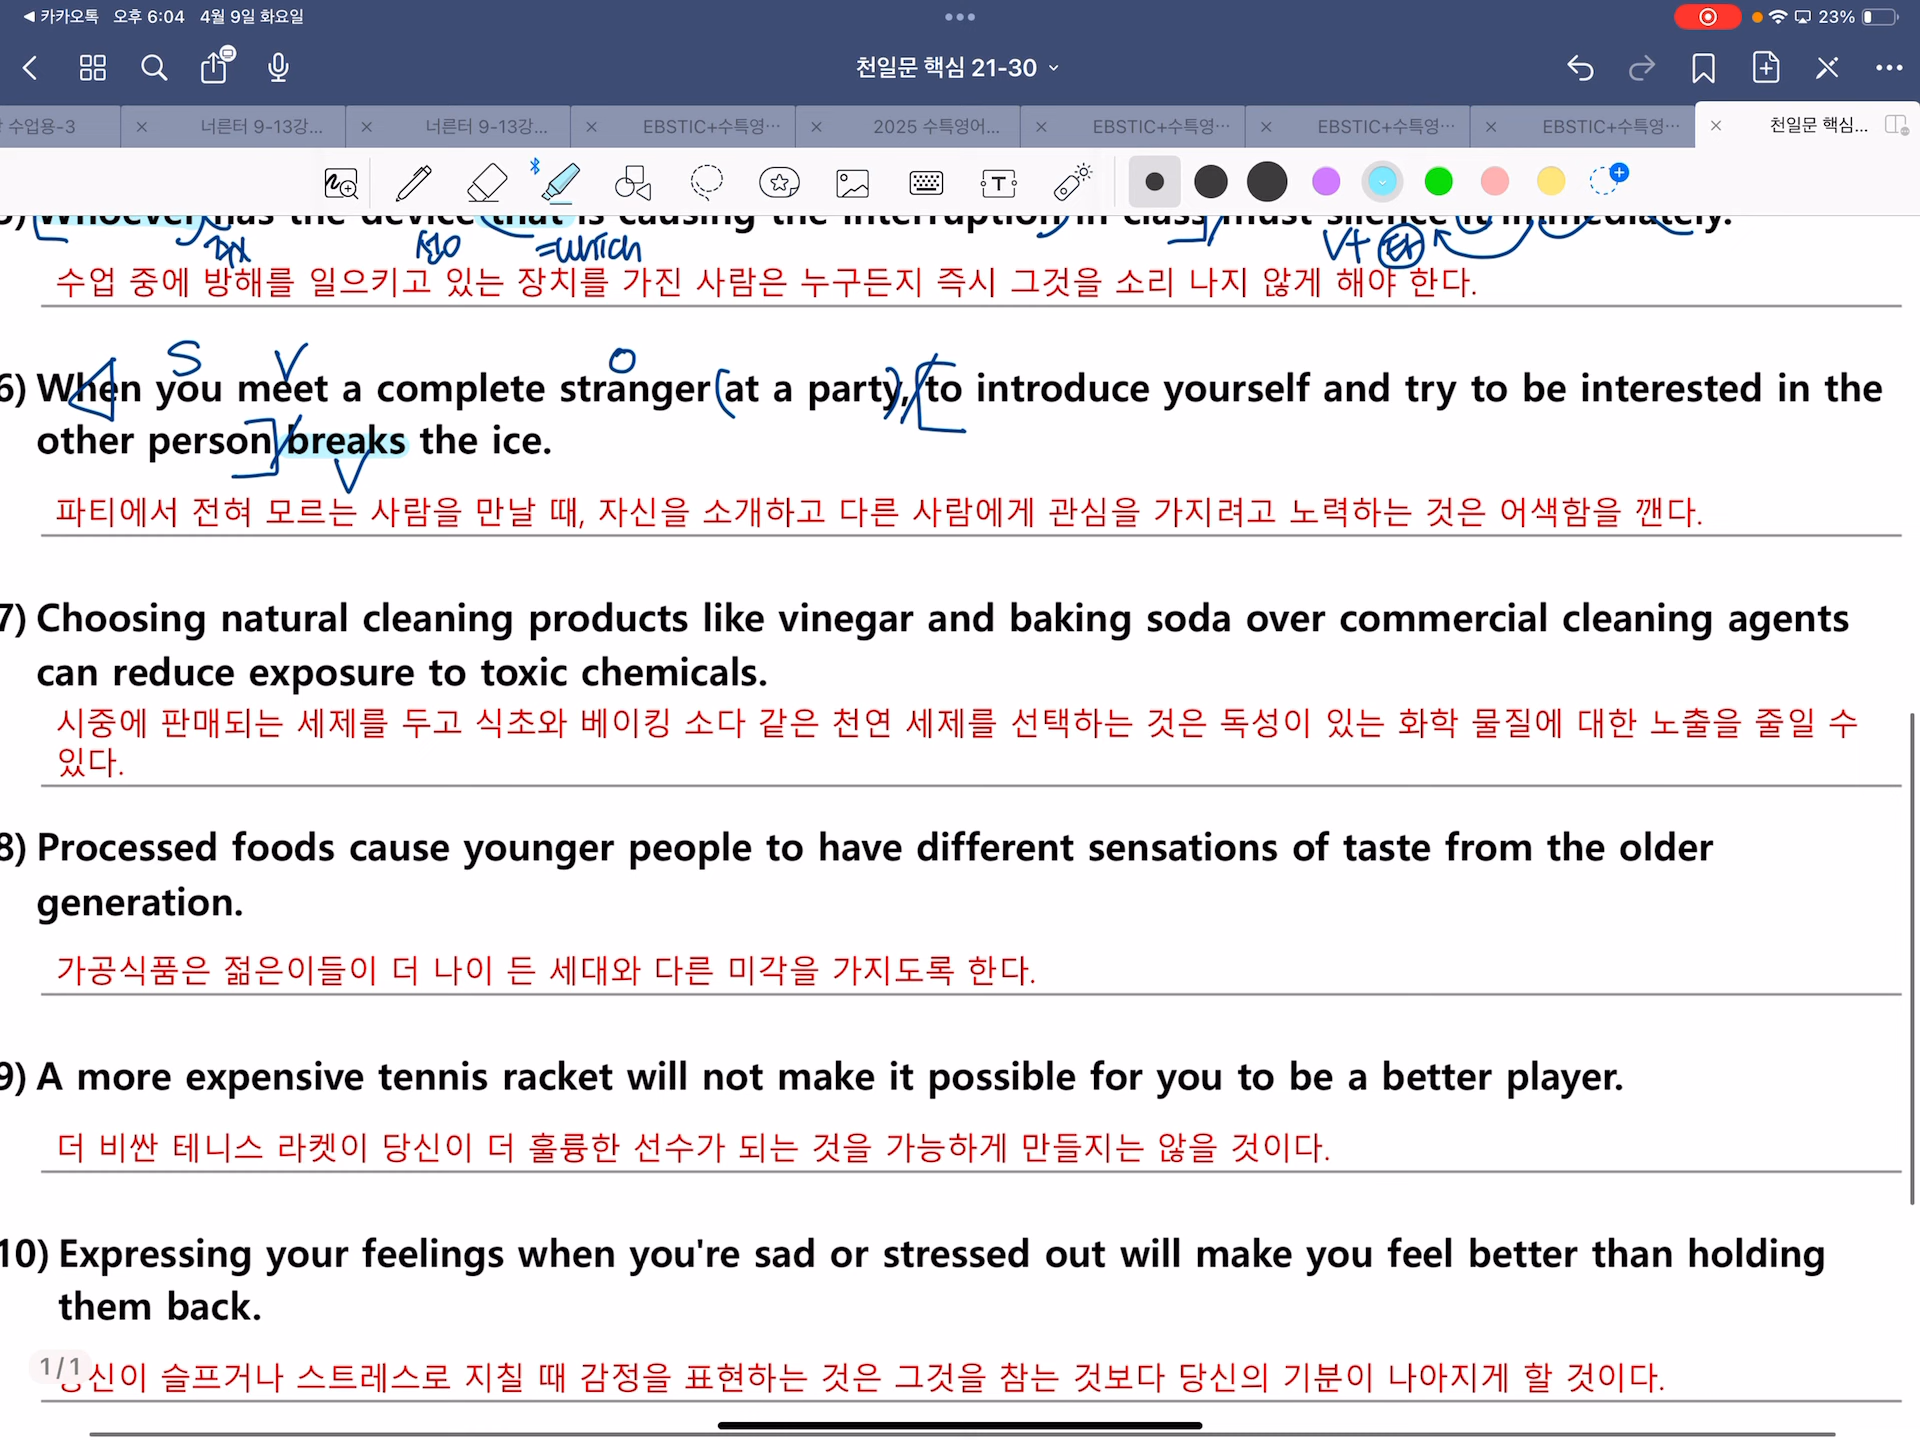 ◀ 카카오톡 오후 6:04 4월 9일 화요일
23%
천일문 핵심 21-30
수업용-3
너른터 9-13강...
너른터 9-13강...
EBSTIC+수특영...
2025 수특영어...
EBSTIC+수특영...
EBSTIC+수특영...
EBSTIC+수특영...
천일문 핵심...
Whoever has the device that is causing the interruption in class must silence it immediately.
=which
V+
수업 중에 방해를 일으키고 있는 장치를 가진 사람은 누구든지 즉시 그것을 소리 나지 않게 해야 한다.
S V O
6) When you meet a complete stranger (at a party), to introduce yourself and try to be interested in the
other person breaks the ice.
V
파티에서 전혀 모르는 사람을 만날 때, 자신을 소개하고 다른 사람에게 관심을 가지려고 노력하는 것은 어색함을 깬다.
7) Choosing natural cleaning products like vinegar and baking soda over commercial cleaning agents
can reduce exposure to toxic chemicals.
시중에 판매되는 세제를 두고 식초와 베이킹 소다 같은 천연 세제를 선택하는 것은 독성이 있는 화학 물질에 대한 노출을 줄일 수
있다.
8) Processed foods cause younger people to have different sensations of taste from the older
generation.
가공식품은 젊은이들이 더 나이 든 세대와 다른 미각을 가지도록 한다.
9) A more expensive tennis racket will not make it possible for you to be a better player.
더 비싼 테니스 라켓이 당신이 더 훌륭한 선수가 되는 것을 가능하게 만들지는 않을 것이다.
10) Expressing your feelings when you're sad or stressed out will make you feel better than holding
them back.
1/1
슬프거나 스트레스로 지칠 때 감정을 표현하는 것은 그것을 참는 것보다 당신의 기분이 나아지게 할 것이다.